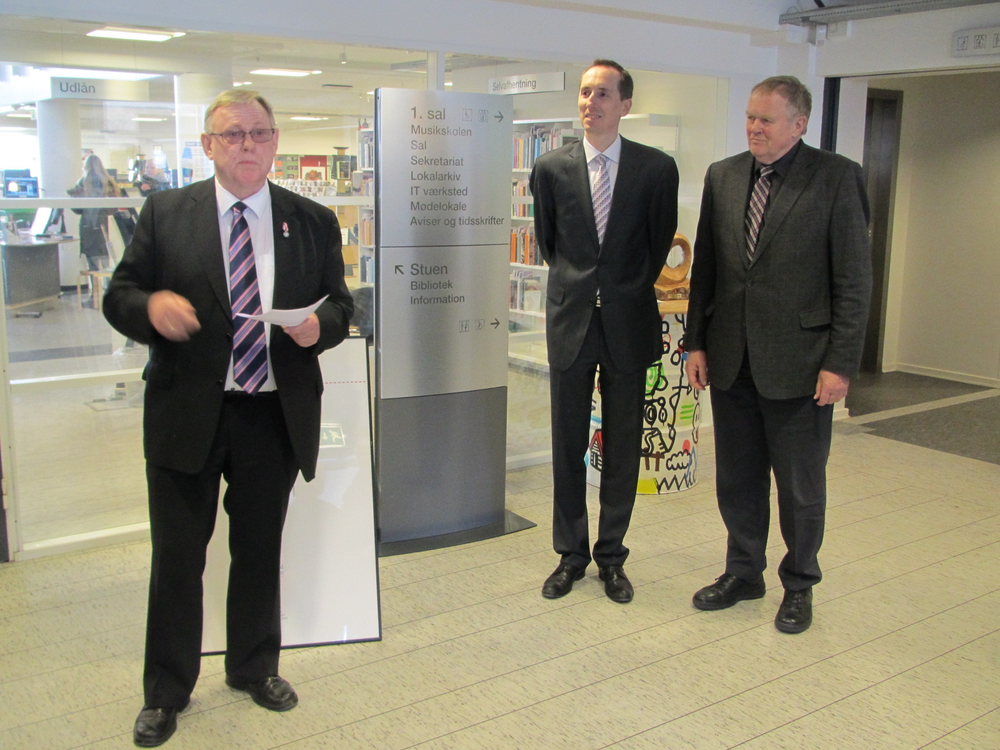 Udlån
Selvafhentning
1. sal
Musikskolen
Sal
Sekretariat
Lokalarkiv
IT værksted
Mødelokale
Aviser og tidsskrifter
Stuen
Bibliotek
Information